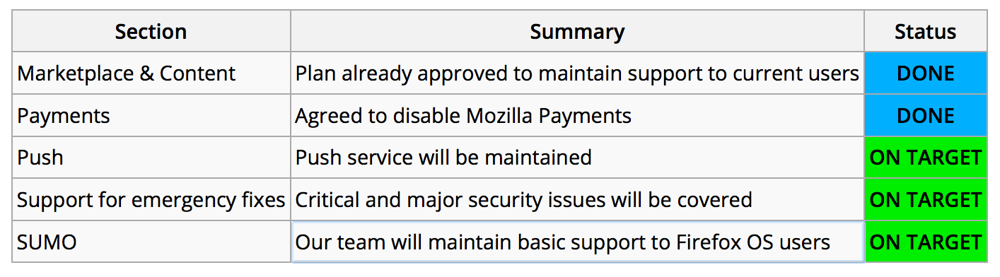 Section Summary Status
Marketplace & Content Plan already approved to maintain support to current users DONE
Payments Agreed to disable Mozilla Payments DONE
Push Push service will be maintained ON TARGET
Support for emergency fixes Critical and major security issues will be covered ON TARGET
SUMO Our team will maintain basic support to Firefox OS users ON TARGET